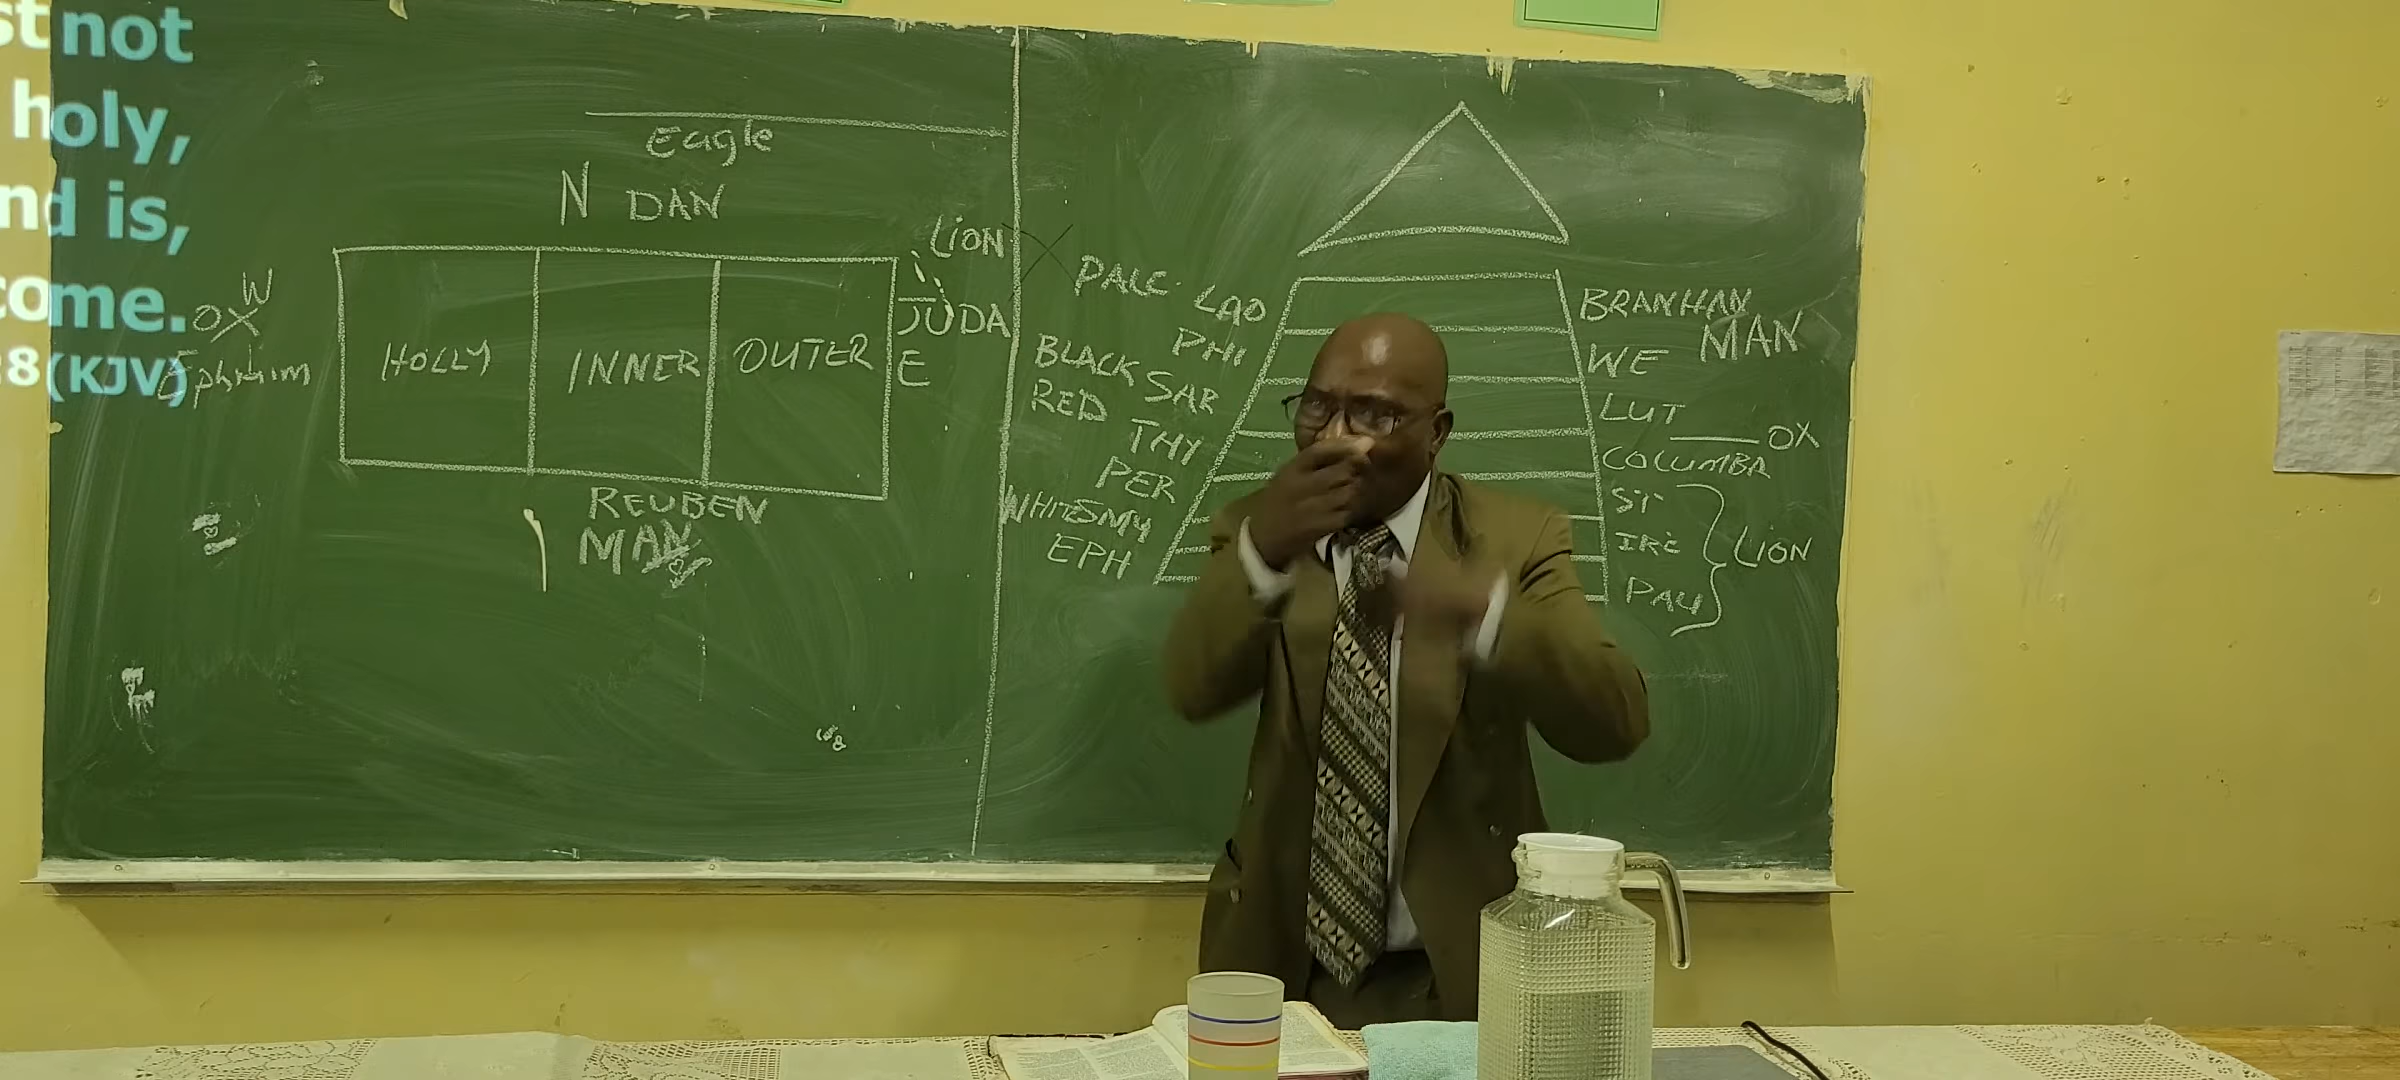 st not
holy,
nd is,
come.
:8(KJV)
Eagle
N DAN
LION
W
OX
Ephriim
HOLLY INNER OUTER
JUDA
E
REUBEN
MAN
PALE LAO
PHI
BLACK SAR
RED THY
PER
WHITE SMY
EPH
BRANHAN
WE MAN
LUT
OX
COLUMBA
ST
IRE LION
PAU